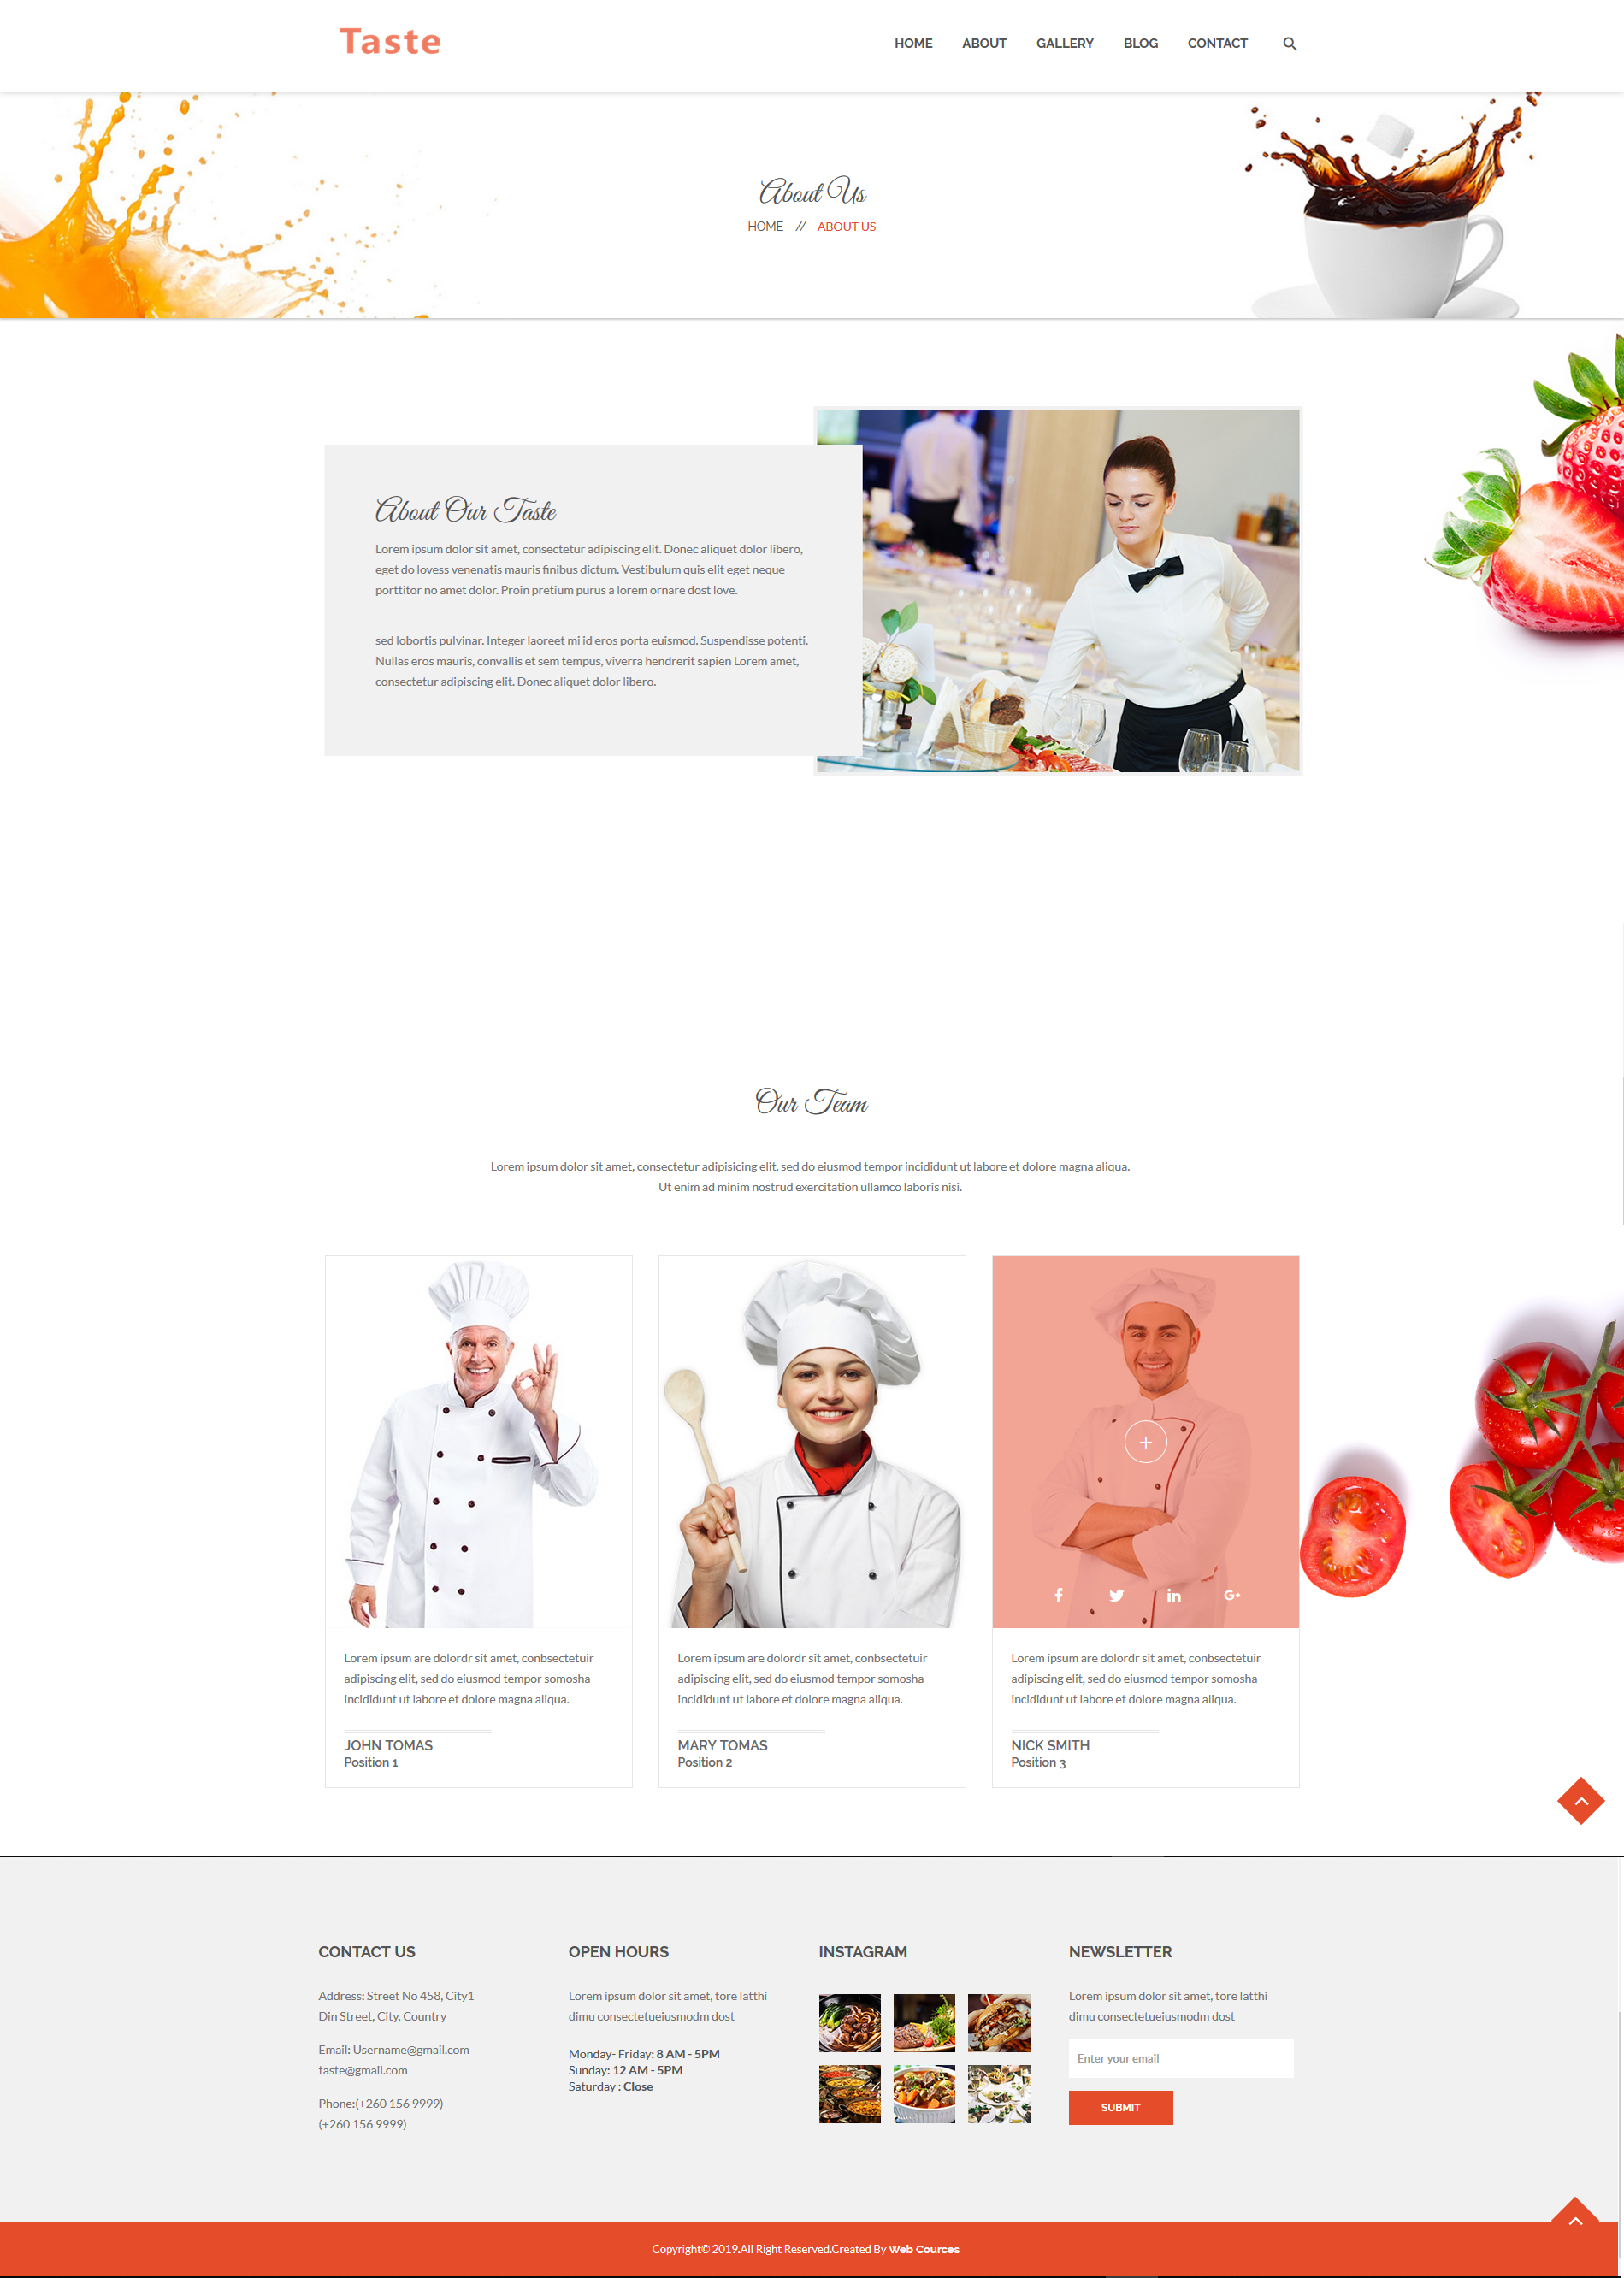 Taste
HOME ABOUT GALLERY BLOG CONTACT
About Us
HOME // ABOUT US
About Our Taste
Lorem ipsum dolor sit amet, consectetur adipiscing elit. Donec aliquet dolor libero,
eget do lovess venenatis mauris finibus dictum. Vestibulum quis elit eget neque
porttitor no amet dolor. Proin pretium purus a lorem ornare dost love.
sed lobortis pulvinar. Integer laoreet mi id eros porta euismod. Suspendisse potenti.
Nullas eros mauris, convallis et sem tempus, viverra hendrerit sapien Lorem amet,
consectetur adipiscing elit. Donec aliquet dolor libero.
Our Team
Lorem ipsum dolor sit amet, consectetur adipisicing elit, sed do eiusmod tempor incididunt ut labore et dolore magna aliqua.
Ut enim ad minim nostrud exercitation ullamco laboris nisi.
Lorem ipsum are dolordr sit amet, conbsectetuir
adipiscing elit, sed do eiusmod tempor somosha
incididunt ut labore et dolore magna aliqua.
JOHN TOMAS
Position 1
Lorem ipsum are dolordr sit amet, conbsectetuir
adipiscing elit, sed do eiusmod tempor somosha
incididunt ut labore et dolore magna aliqua.
MARY TOMAS
Position 2
Lorem ipsum are dolordr sit amet, conbsectetuir
adipiscing elit, sed do eiusmod tempor somosha
incididunt ut labore et dolore magna aliqua.
NICK SMITH
Position 3
CONTACT US
Address: Street No 458, City1
Din Street, City, Country
Email: Username@gmail.com
taste@gmail.com
Phone:(+260 156 9999)
(+260 156 9999)
OPEN HOURS
Lorem ipsum dolor sit amet, tore latthi
dimu consectetueiusmodm dost
Monday- Friday: 8 AM - 5PM
Sunday: 12 AM - 5PM
Saturday : Close
INSTAGRAM
NEWSLETTER
Lorem ipsum dolor sit amet, tore latthi
dimu consectetueiusmodm dost
Enter your email
SUBMIT
Copyright© 2019.All Right Reserved.Created By Web Cources